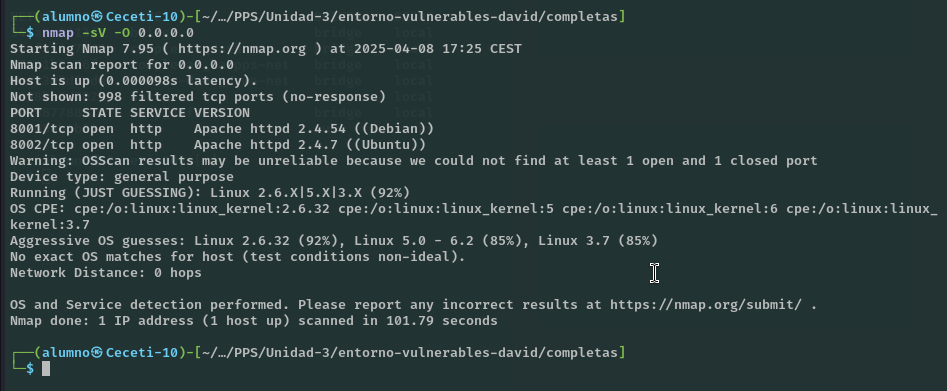 ┌──(alumno㉿Ceceti-10)-[~/…/PPS/Unidad-3/entorno-vulnerables-david/completas]
└─$ nmap -sV -O 0.0.0.0
Starting Nmap 7.95 ( https://nmap.org ) at 2025-04-08 17:25 CEST
Nmap scan report for 0.0.0.0
Host is up (0.000098s latency).
Not shown: 998 filtered tcp ports (no-response)
PORT     STATE SERVICE VERSION
8001/tcp open  http    Apache httpd 2.4.54 ((Debian))
8002/tcp open  http    Apache httpd 2.4.7 ((Ubuntu))
Warning: OSScan results may be unreliable because we could not find at least 1 open and 1 closed port
Device type: general purpose
Running (JUST GUESSING): Linux 2.6.X|5.X|3.X (92%)
OS CPE: cpe:/o:linux:linux_kernel:2.6.32 cpe:/o:linux:linux_kernel:5 cpe:/o:linux:linux_kernel:6 cpe:/o:linux:linux_
kernel:3.7
Aggressive OS guesses: Linux 2.6.32 (92%), Linux 5.0 - 6.2 (85%), Linux 3.7 (85%)
No exact OS matches for host (test conditions non-ideal).
Network Distance: 0 hops

OS and Service detection performed. Please report any incorrect results at https://nmap.org/submit/ .
Nmap done: 1 IP address (1 host up) scanned in 101.79 seconds

┌──(alumno㉿Ceceti-10)-[~/…/PPS/Unidad-3/entorno-vulnerables-david/completas]
└─$